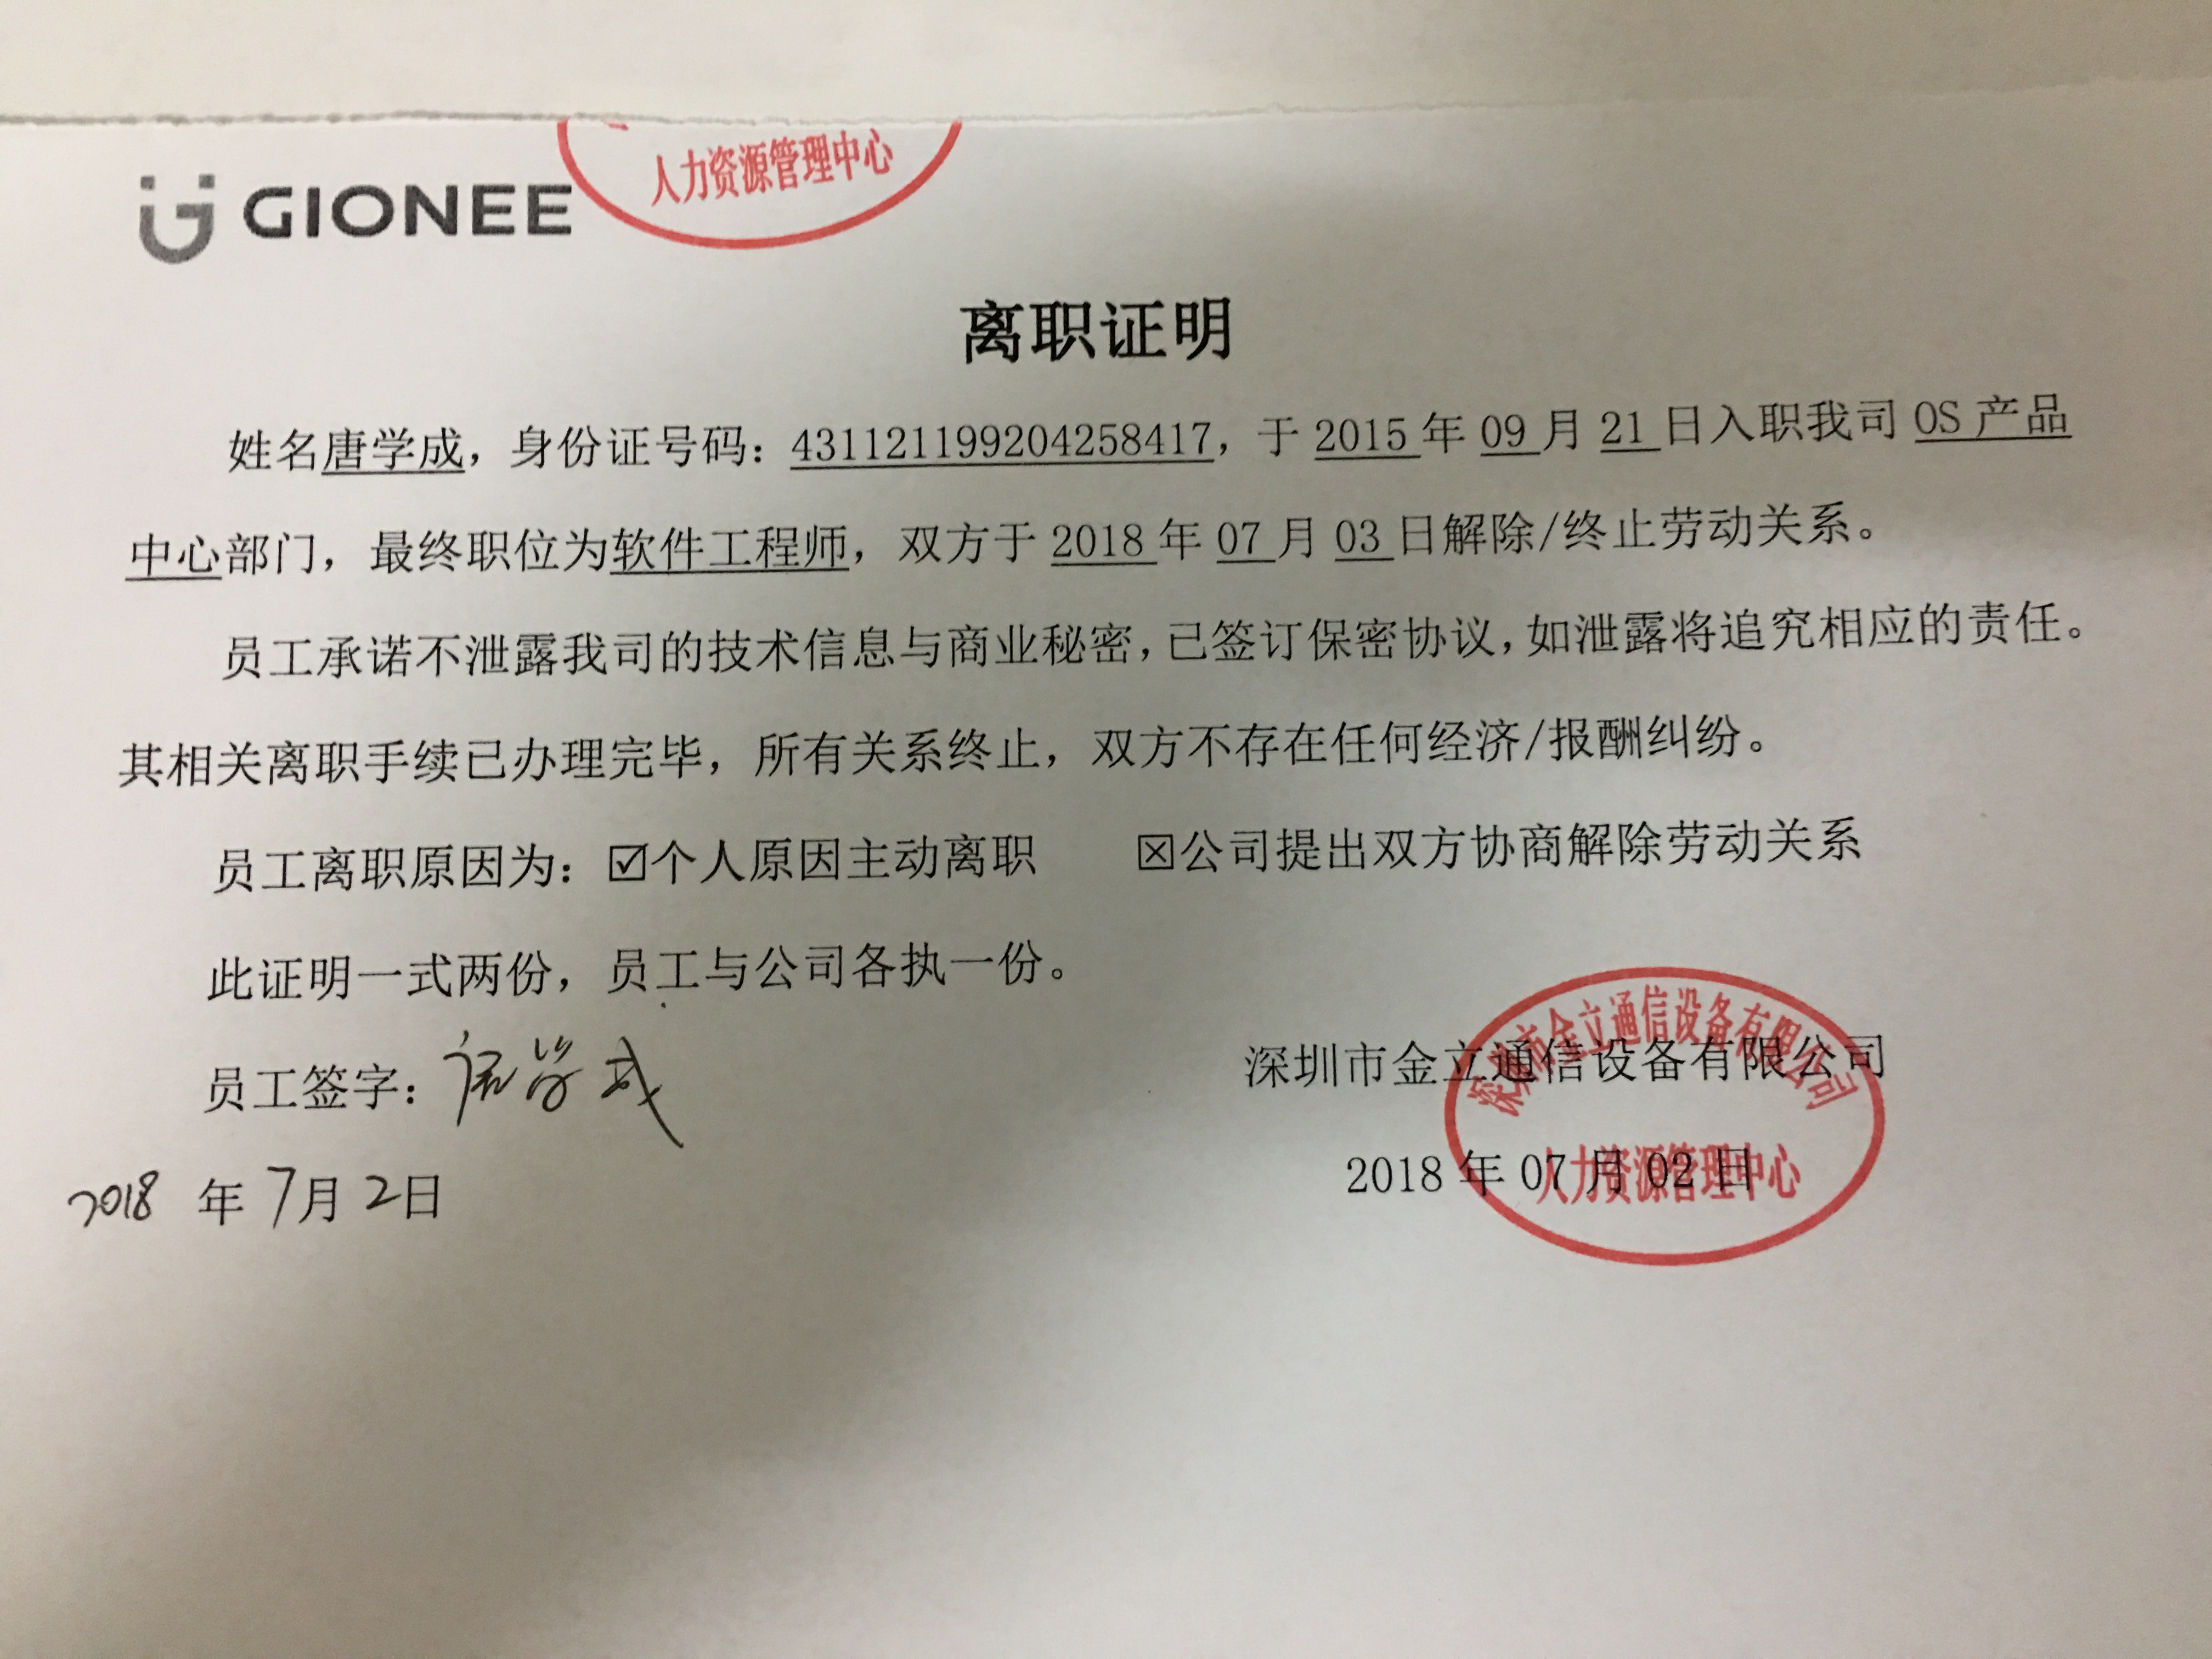 GIONEE
人力资源管理中心
离职证明
姓名唐学成，身份证号码：431121199204258417，于 2015 年 09 月 21 日入职我司 OS 产品
中心部门，最终职位为软件工程师，双方于 2018 年 07 月 03 日解除/终止劳动关系。
员工承诺不泄露我司的技术信息与商业秘密，已签订保密协议，如泄露将追究相应的责任。
其相关离职手续已办理完毕，所有关系终止，双方不存在任何经济/报酬纠纷。
员工离职原因为：☑个人原因主动离职 ☒公司提出双方协商解除劳动关系
此证明一式两份，员工与公司各执一份。
员工签字：唐学成
深圳市金立通信设备有限公司
2018 年 7月 2日
2018 年 07 月 02 日
深圳市金立通信设备有限公司
人力资源管理中心